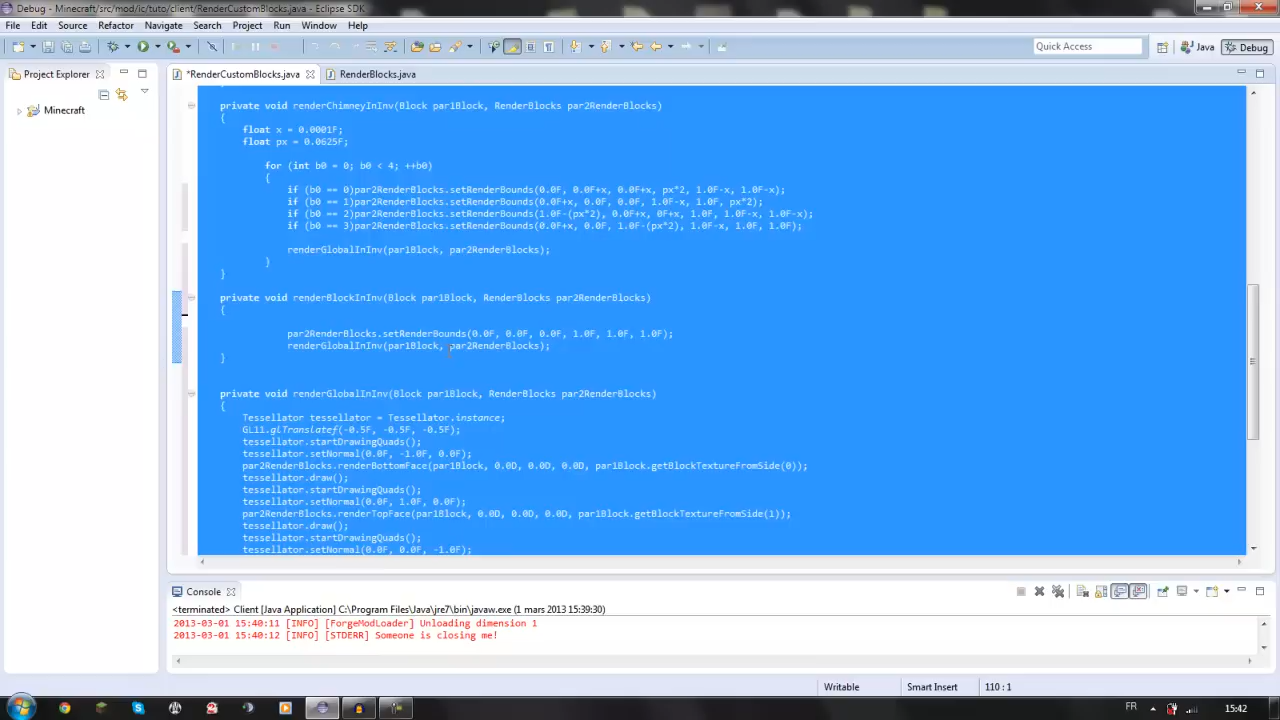 Debug - Minecraft/src/mod/ic/tuto/client/RenderCustomBlocks.java - Eclipse SDK
File Edit Source Refactor Navigate Search Project Run Eclipse Window Help
Quick Access
Java
Debug
Project Explorer
*RenderCustomBlocks.java
RenderBlocks.java
Minecraft
private void renderChimneyInInv(Block par1Block, RenderBlocks par2RenderBlocks)
{
float x = 0.0001F;
float px = 0.0625F;
for (int b0 = 0; b0 < 4; ++b0)
{
if (b0 == 0)par2RenderBlocks.setRenderBounds(0.0F, 0.0F+x, 0.0F+x, px*2, 1.0F-x, 1.0F-x);
if (b0 == 1)par2RenderBlocks.setRenderBounds(0.0F+x, 0.0F, 0.0F, 1.0F-x, 1.0F, px*2);
if (b0 == 2)par2RenderBlocks.setRenderBounds(1.0F-(px*2), 0.0F+x, 0F+x, 1.0F, 1.0F-x, 1.0F-x);
if (b0 == 3)par2RenderBlocks.setRenderBounds(0.0F+x, 0.0F, 1.0F-(px*2), 1.0F-x, 1.0F, 1.0F);
renderGlobalInInv(par1Block, par2RenderBlocks);
}
}
private void renderBlockInInv(Block par1Block, RenderBlocks par2RenderBlocks)
{
par2RenderBlocks.setRenderBounds(0.0F, 0.0F, 0.0F, 1.0F, 1.0F, 1.0F);
renderGlobalInInv(par1Block, par2RenderBlocks);
}
private void renderGlobalInInv(Block par1Block, RenderBlocks par2RenderBlocks)
{
Tessellator tessellator = Tessellator.instance;
GL11.glTranslatef(-0.5F, -0.5F, -0.5F);
tessellator.startDrawingQuads();
tessellator.setNormal(0.0F, -1.0F, 0.0F);
par2RenderBlocks.renderBottomFace(par1Block, 0.0D, 0.0D, 0.0D, par1Block.getBlockTextureFromSide(0));
tessellator.draw();
tessellator.startDrawingQuads();
tessellator.setNormal(0.0F, 1.0F, 0.0F);
par2RenderBlocks.renderTopFace(par1Block, 0.0D, 0.0D, 0.0D, par1Block.getBlockTextureFromSide(1));
tessellator.draw();
tessellator.startDrawingQuads();
tessellator.setNormal(0.0F, 0.0F, -1.0F);
Console
<terminated> Client [Java Application] C:\Program Files\Java\jre7\bin\javaw.exe (1 mars 2013 15:39:30)
2013-03-01 15:40:11 [INFO] [ForgeModLoader] Unloading dimension 1
2013-03-01 15:40:12 [INFO] [STDERR] Someone is closing me!
Writable
Smart Insert
110 : 1
FR
15:42